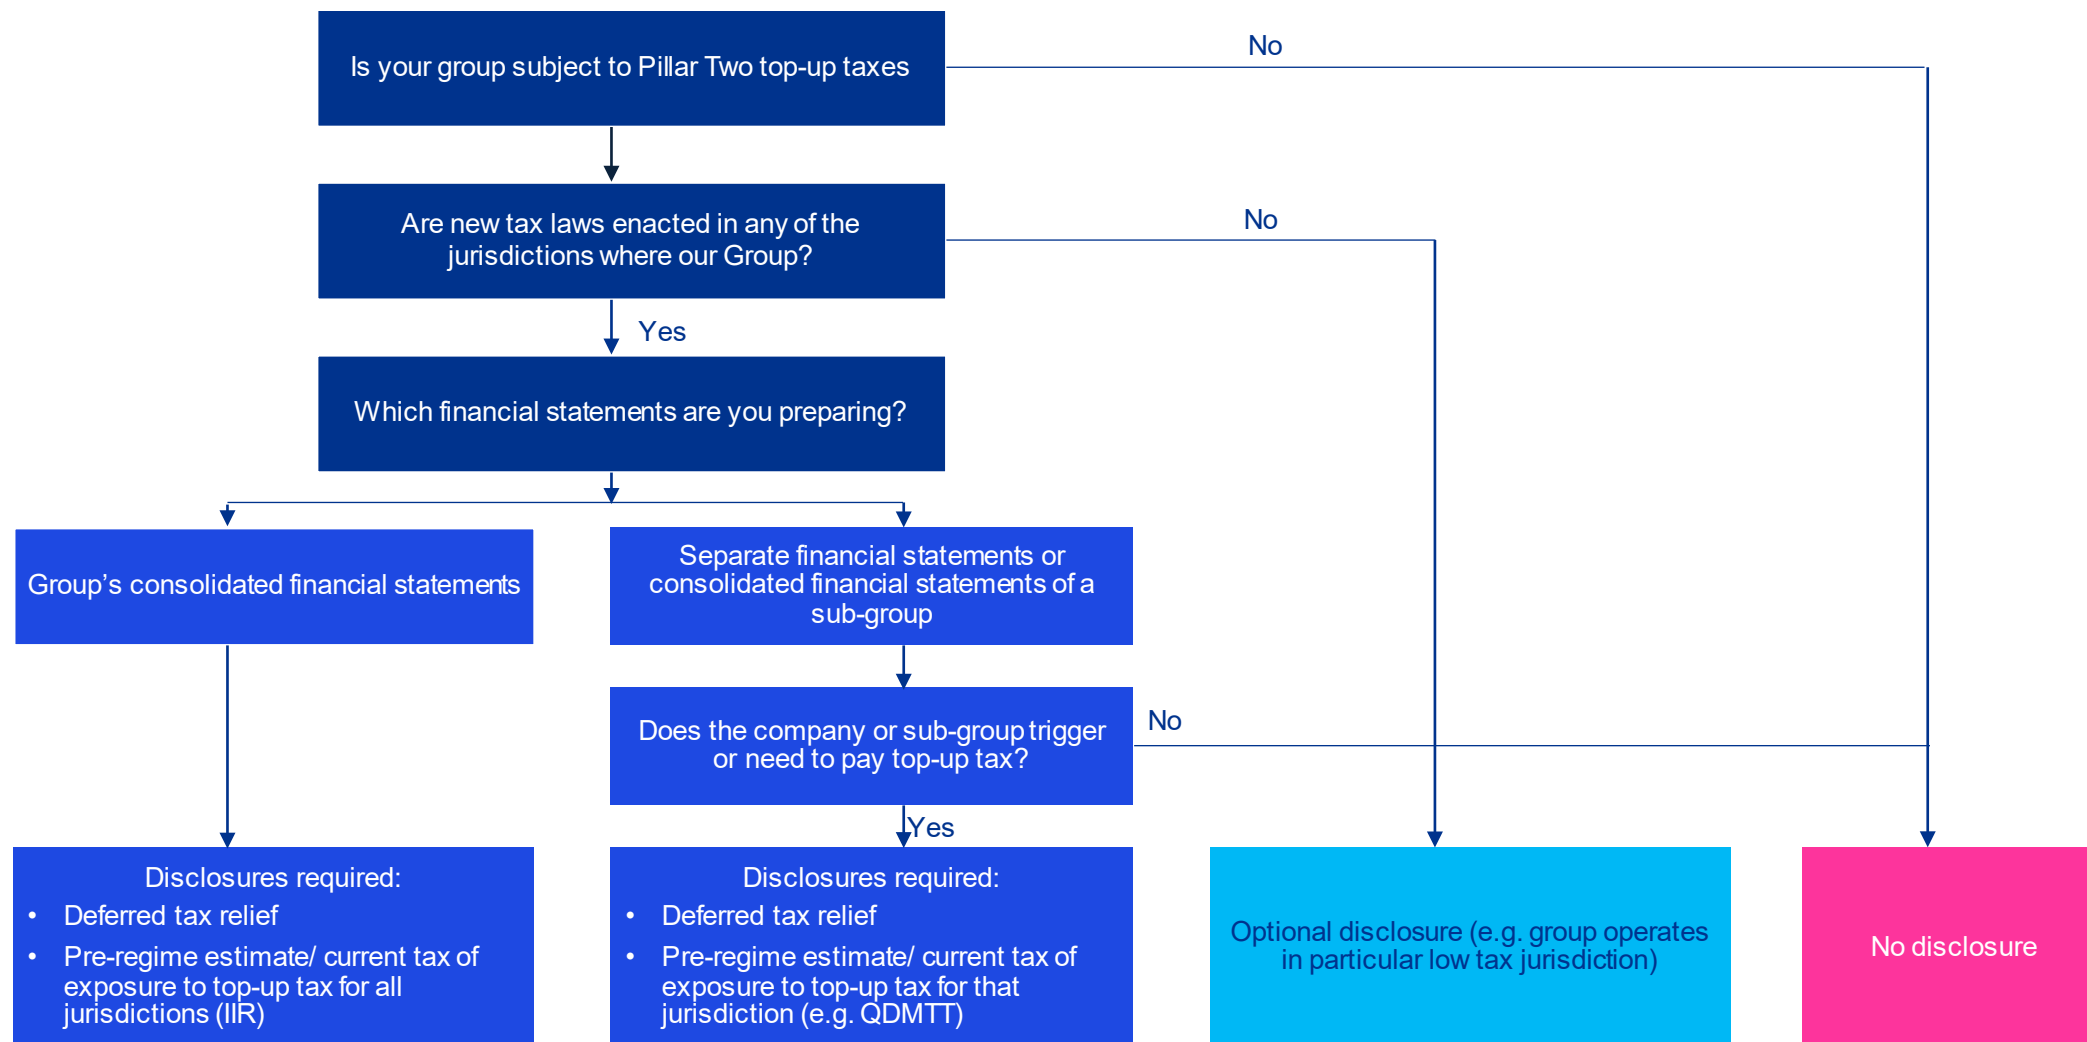 Is your group subject to Pillar Two top-up taxes
No
Are new tax laws enacted in any of the
jurisdictions where our Group?
No
Yes
Which financial statements are you preparing?
Group’s consolidated financial statements
Separate financial statements or
consolidated financial statements of a
sub-group
Does the company or sub-group trigger
or need to pay top-up tax?
No
Yes
Disclosures required:
• Deferred tax relief
• Pre-regime estimate/ current tax of
exposure to top-up tax for all
jurisdictions (IIR)
Disclosures required:
• Deferred tax relief
• Pre-regime estimate/ current tax of
exposure to top-up tax for that
jurisdiction (e.g. QDMTT)
Optional disclosure (e.g. group operates
in particular low tax jurisdiction)
No disclosure